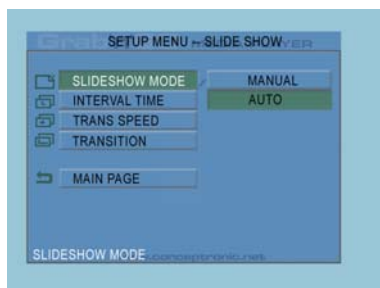 SETUP MENU ~ SLIDE SHOW
SLIDESHOW MODE
MANUAL
INTERVAL TIME
AUTO
TRANS SPEED
TRANSITION
MAIN PAGE
SLIDESHOW MODE